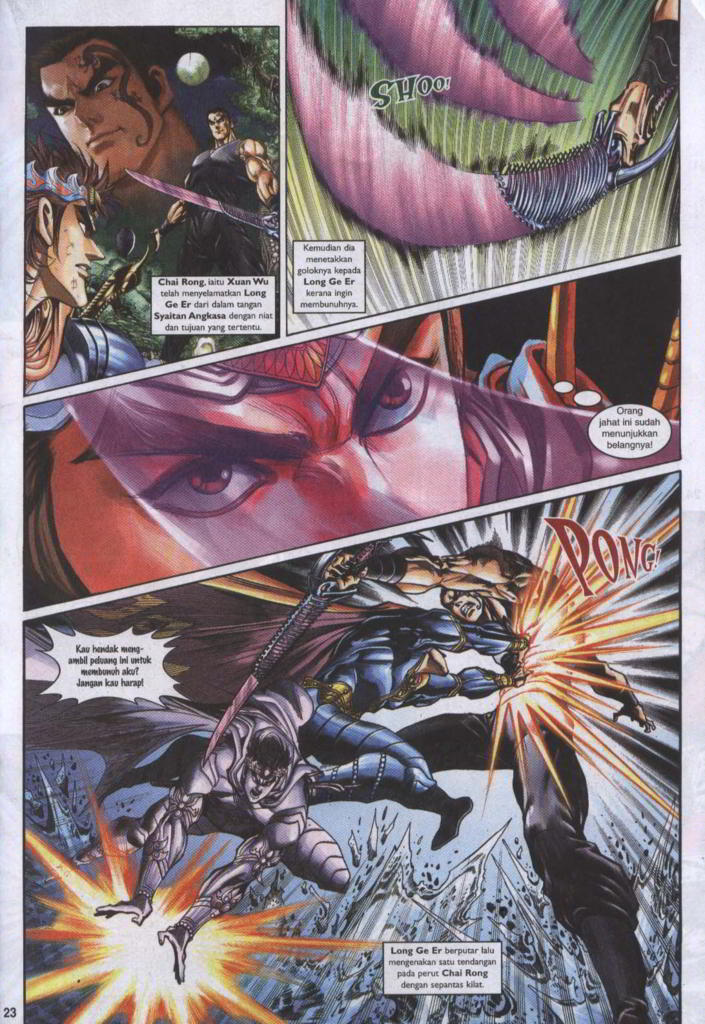 Chai Rong, iaitu Xuan Wu
telah menyelamatkan Long
Ge Er dari dalam tangan
Syaitan Angkasa dengan niat
dan tujuan yang tertentu.
SHOO!
Kemudian dia
menetakkan
goloknya kepada
Long Ge Er
kerana ingin
membunuhnya.
Orang
jahat ini sudah
menunjukkan
belangnya!
PONG!
Kau hendak meng-
ambil peluang ini untuk
membunuh aku?
Jangan kau harap!
Long Ge Er berputar lalu
mengenakan satu tendangan
pada perut Chai Rong
dengan sepantas kilat.
23